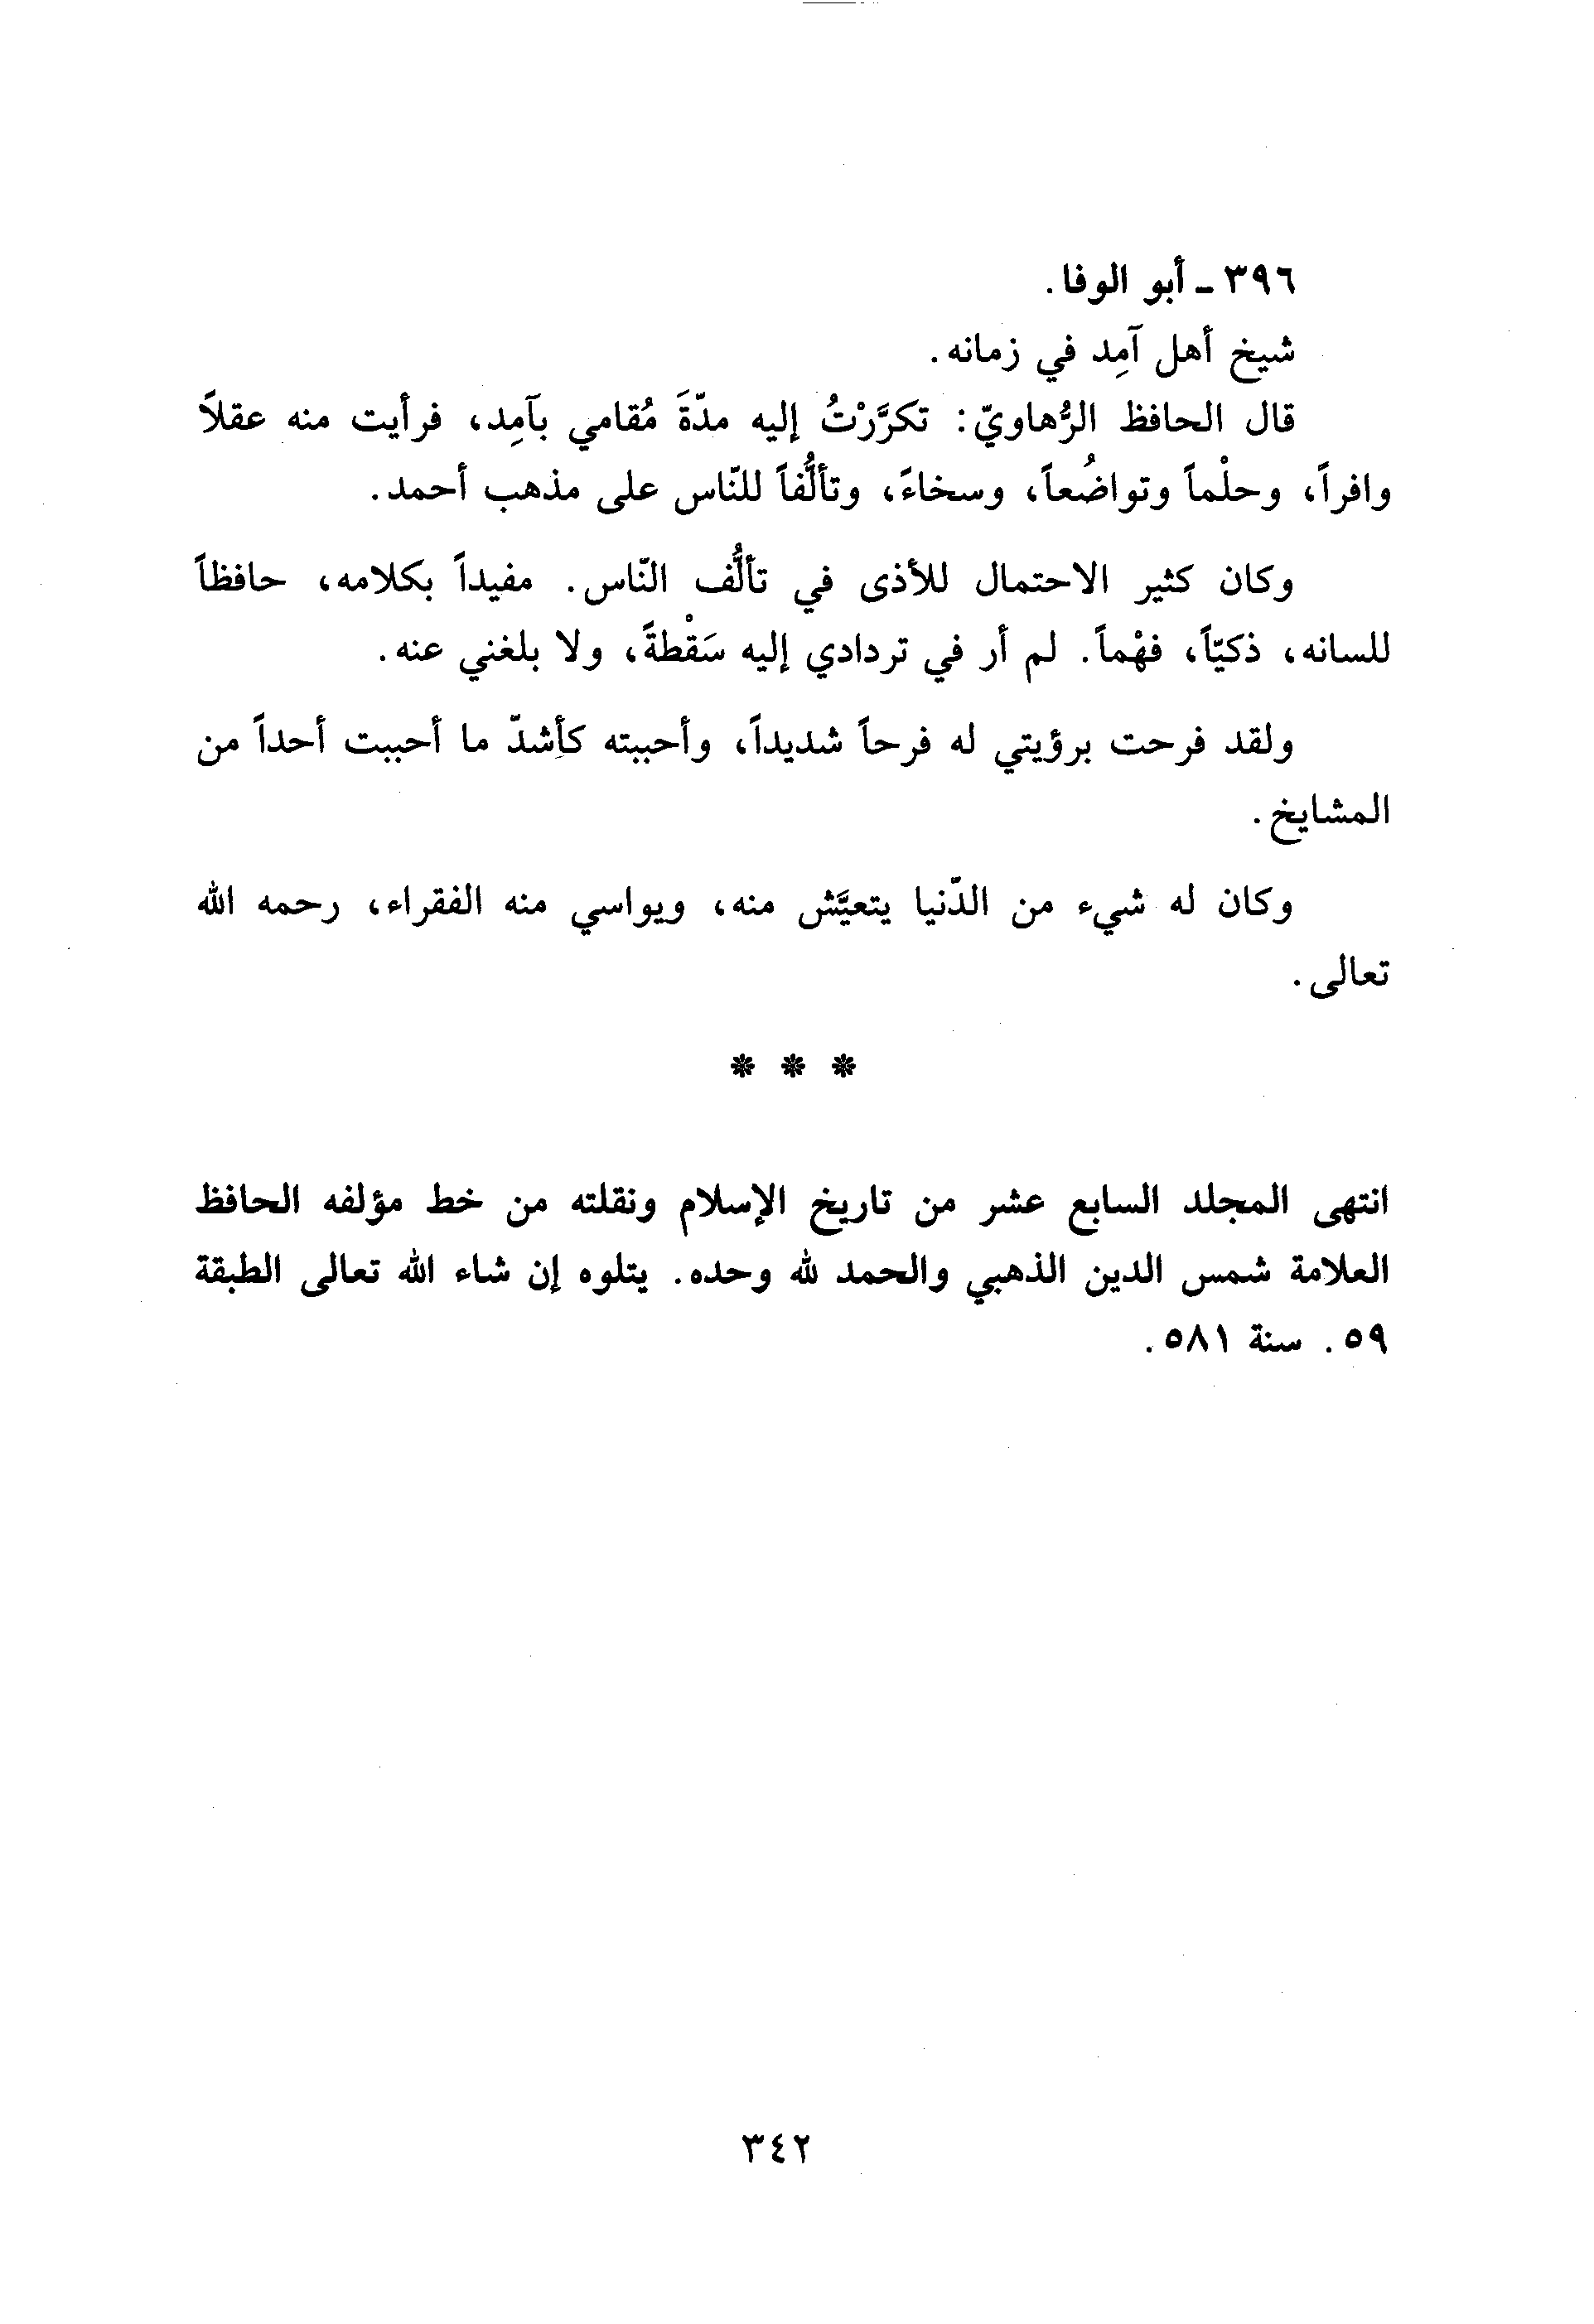 ٣٩٦ - أبو الوفا.
شيخ أهل آمِد في زمانه.
قال الحافظ الرُّهاويّ: تكرَّرْتُ إليه مدّةَ مُقامي بآمِد، فرأيت منه عقلاً
وافراً، وحلْماً وتواضُعاً، وسخاءً، وتألُّفاً للنّاس على مذهب أحمد.
وكان كثير الاحتمال للأذى في تألُّف النّاس. مفيداً بكلامه، حافظاً
للسانه، ذكيّاً، فهْماً. لم أر في تردادي إليه سَقْطةً، ولا بلغني عنه.
ولقد فرحت برؤيتي له فرحاً شديداً، وأحببته كأشدّ ما أحببت أحداً من
المشايخ.
وكان له شيء من الدّنيا يتعيَّش منه، ويواسي منه الفقراء، رحمه الله
تعالى.
* * *
انتهى المجلد السابع عشر من تاريخ الإسلام ونقلته من خط مؤلفه الحافظ
العلامة شمس الدين الذهبي والحمد لله وحده. يتلوه إن شاء الله تعالى الطبقة
٥٩. سنة ٥٨١.
٣٤٢